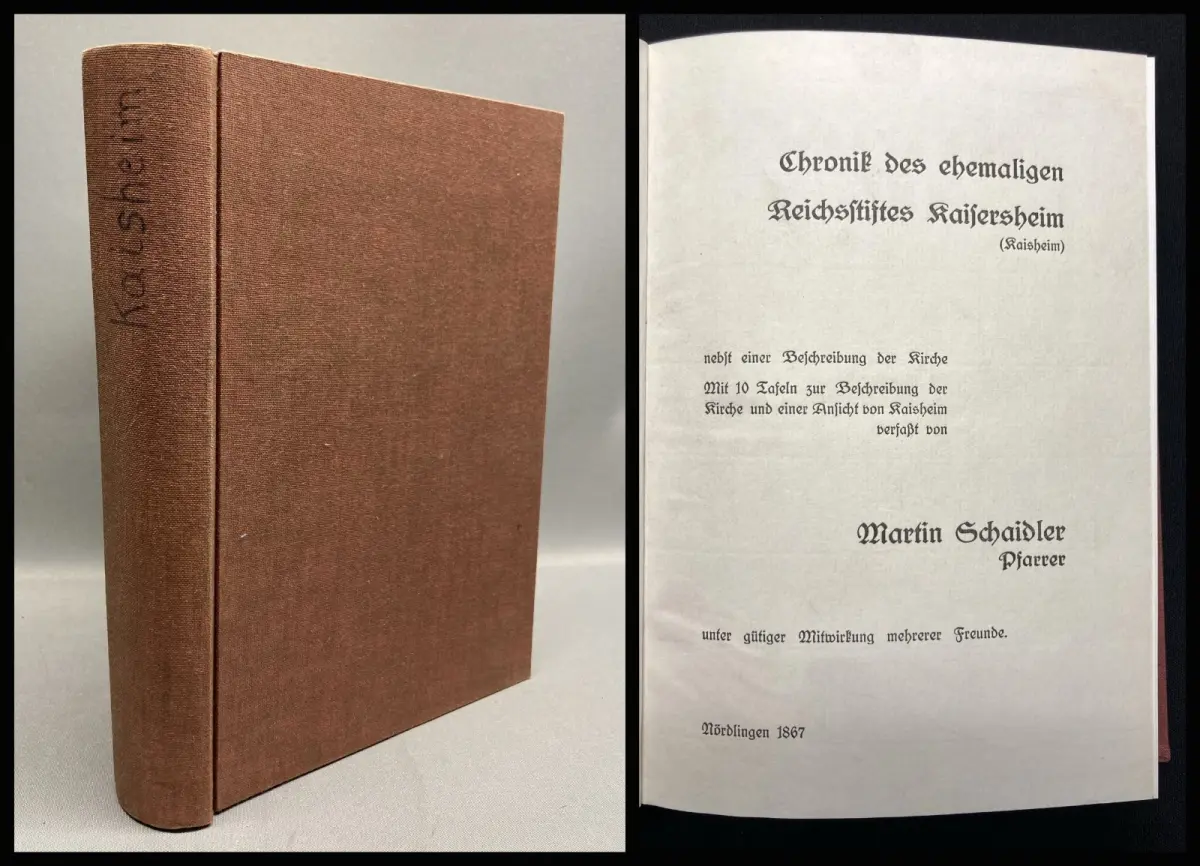 Kaisheim
Chronik des ehemaligen
Reichsstiftes Kaisersheim
(Kaisheim)
nebst einer Beschreibung der Kirche
Mit 10 Tafeln zur Beschreibung der
Kirche und einer Ansicht von Kaisheim
verfaßt von
Martin Schaidler
Pfarrer
unter gütiger Mitwirkung mehrerer Freunde.
Nördlingen 1867